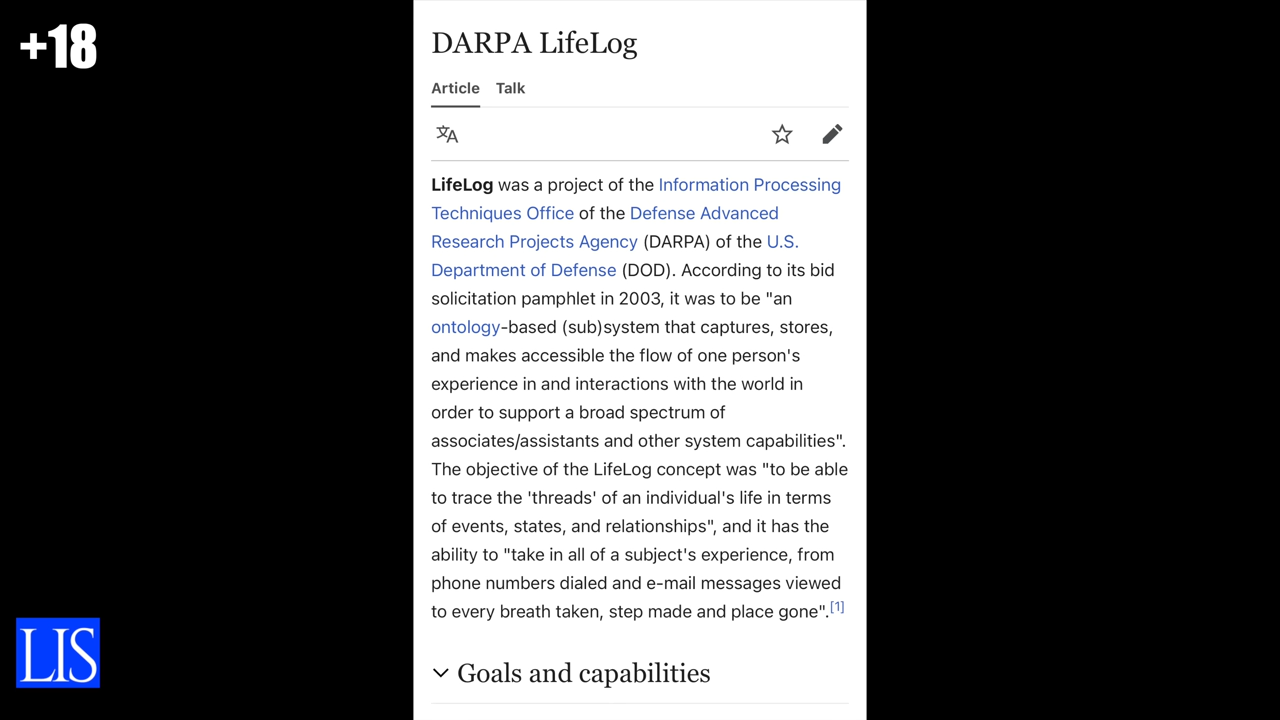 +18
DARPA LifeLog
Article Talk
LifeLog was a project of the Information Processing
Techniques Office of the Defense Advanced
Research Projects Agency (DARPA) of the U.S.
Department of Defense (DOD). According to its bid
solicitation pamphlet in 2003, it was to be "an
ontology-based (sub)system that captures, stores,
and makes accessible the flow of one person's
experience in and interactions with the world in
order to support a broad spectrum of
associates/assistants and other system capabilities".
The objective of the LifeLog concept was "to be able
to trace the 'threads' of an individual's life in terms
of events, states, and relationships", and it has the
ability to "take in all of a subject's experience, from
phone numbers dialed and e-mail messages viewed
to every breath taken, step made and place gone".[1]
Goals and capabilities
LIS